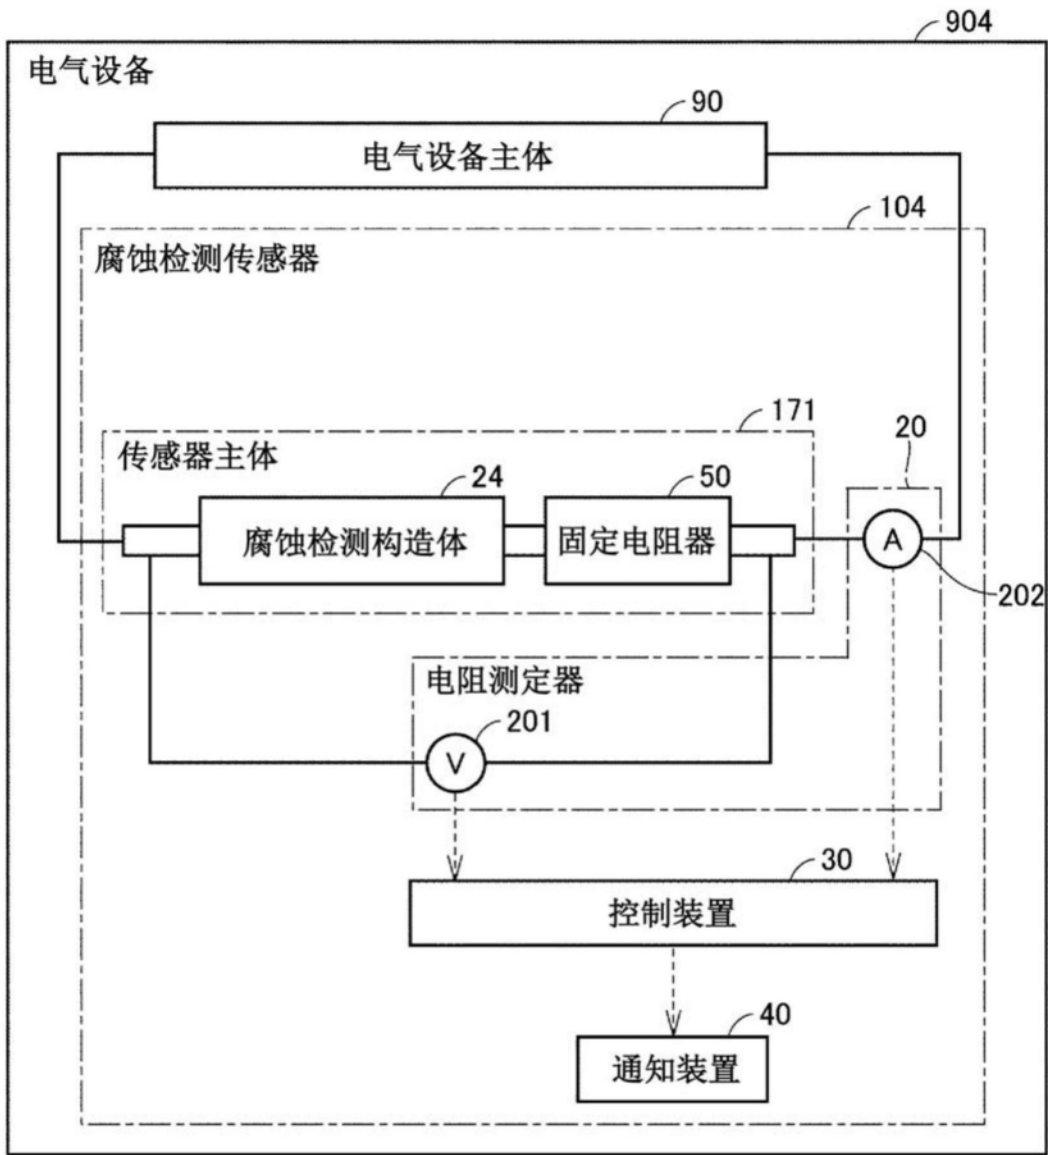 904
电气设备
90
电气设备主体
104
腐蚀检测传感器
171
20
传感器主体
24
50
腐蚀检测构造体
固定电阻器
A
202
电阻测定器
201
V
30
控制装置
40
通知装置